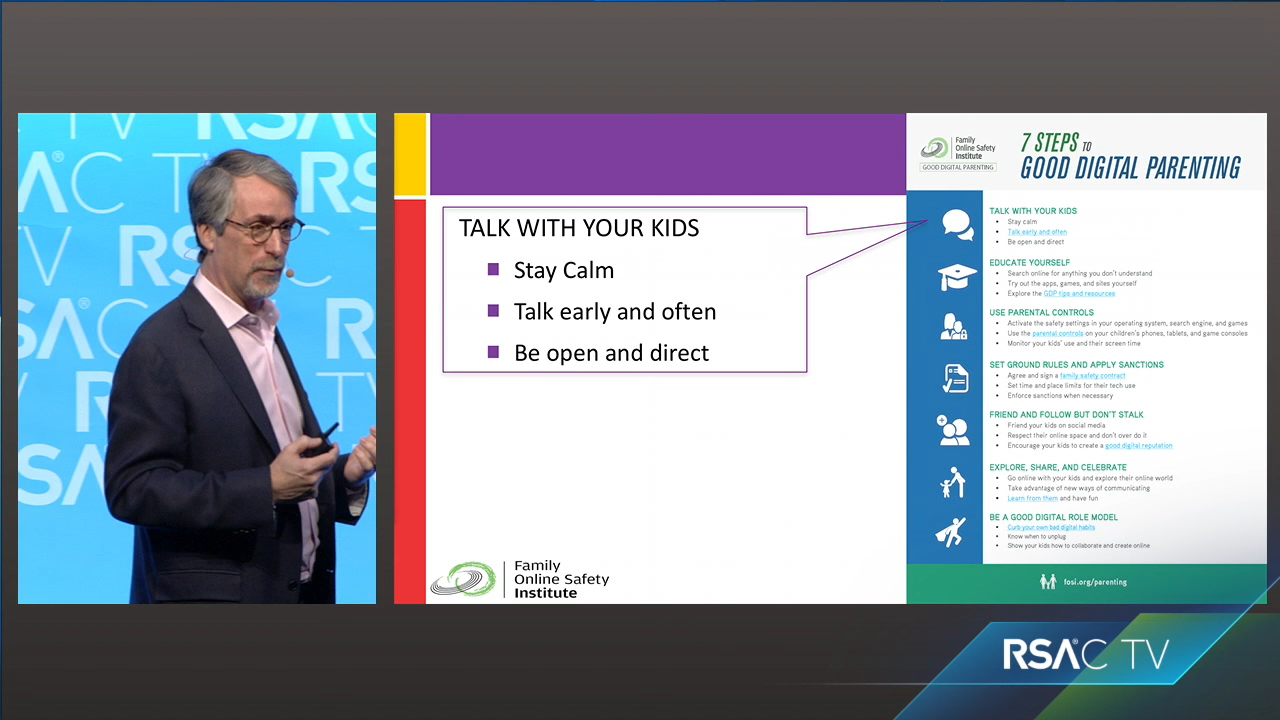 TV RSAC
RSAC TV
TV RS
RSAC
TALK WITH YOUR KIDS
Stay Calm
Talk early and often
Be open and direct
Family
Online Safety
Institute
Family
Online Safety
Institute
GOOD DIGITAL PARENTING
7 STEPS TO
GOOD DIGITAL PARENTING
TALK WITH YOUR KIDS
Stay calm
Talk early and often
Be open and direct
EDUCATE YOURSELF
Search online for anything you don't understand
Try out the apps, games, and sites yourself
Explore the GDP tips and resources
USE PARENTAL CONTROLS
Activate the safety settings in your operating system, search engine, and games
Use the parental controls on your children's phones, tablets, and game consoles
Monitor your kids' use and their screen time
SET GROUND RULES AND APPLY SANCTIONS
Agree and sign a family safety contract
Set time and place limits for their tech use
Enforce sanctions when necessary
FRIEND AND FOLLOW BUT DON'T STALK
Friend your kids on social media
Respect their online space and don't over do it
Encourage your kids to create a good digital reputation
EXPLORE, SHARE, AND CELEBRATE
Go online with your kids and explore their online world
Take advantage of new ways of communicating
Learn from them and have fun
BE A GOOD DIGITAL ROLE MODEL
Curb your own bad digital habits
Know when to unplug
Show your kids how to collaborate and create online
fosi.org/parenting
RSA®C TV